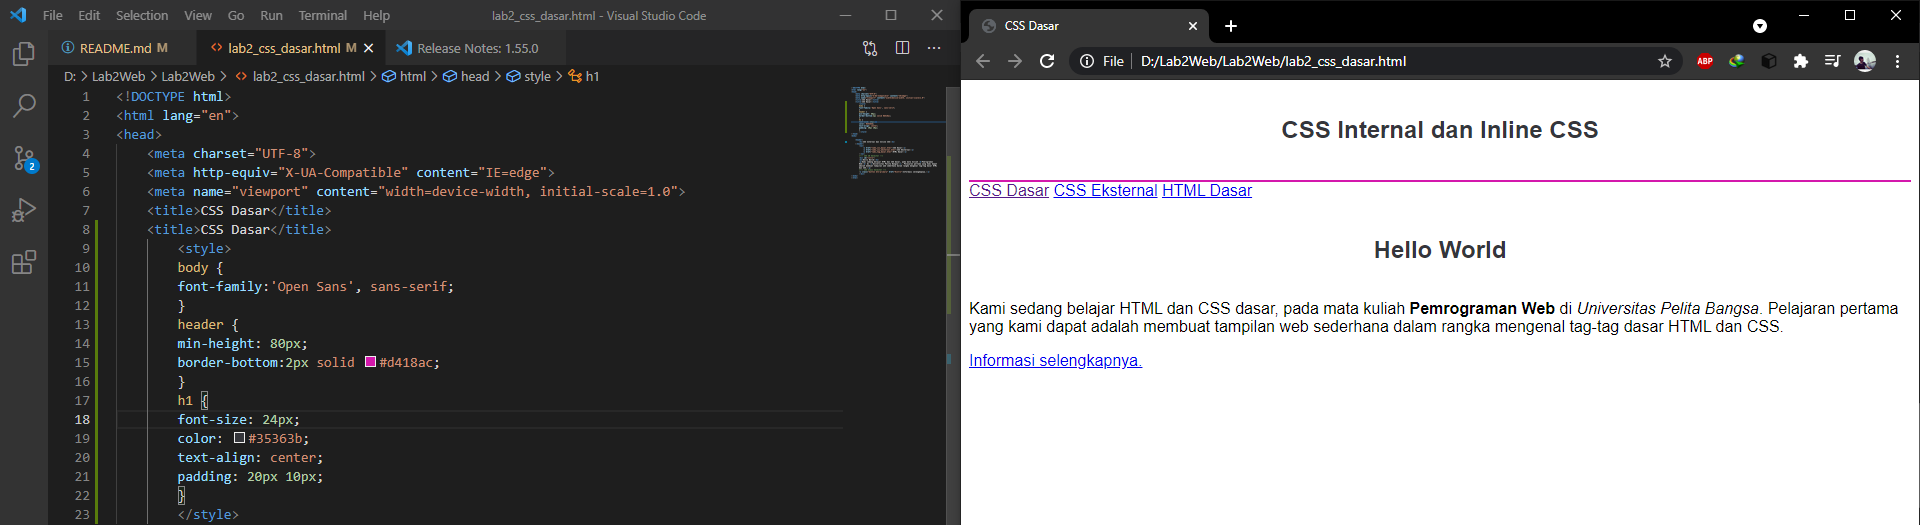 File Edit Selection View Go Run Terminal Help lab2_css_dasar.html - Visual Studio Code
README.md M lab2_css_dasar.html M Release Notes: 1.55.0
D: > Lab2Web > Lab2Web > lab2_css_dasar.html > html > head > style > h1
2
1 <!DOCTYPE html>
2 <html lang="en">
3 <head>
4 <meta charset="UTF-8">
5 <meta http-equiv="X-UA-Compatible" content="IE=edge">
6 <meta name="viewport" content="width=device-width, initial-scale=1.0">
7 <title>CSS Dasar</title>
8 <title>CSS Dasar</title>
9 <style>
10 body {
11 font-family:'Open Sans', sans-serif;
12 }
13 header {
14 min-height: 80px;
15 border-bottom:2px solid #d418ac;
16 }
17 h1 {
18 font-size: 24px;
19 color: #35363b;
20 text-align: center;
21 padding: 20px 10px;
22 }
23 </style>
CSS Dasar
File D:/Lab2Web/Lab2Web/lab2_css_dasar.html ABP
CSS Internal dan Inline CSS
CSS Dasar CSS Eksternal HTML Dasar
Hello World
Kami sedang belajar HTML dan CSS dasar, pada mata kuliah Pemrograman Web di Universitas Pelita Bangsa. Pelajaran pertama
yang kami dapat adalah membuat tampilan web sederhana dalam rangka mengenal tag-tag dasar HTML dan CSS.
Informasi selengkapnya.